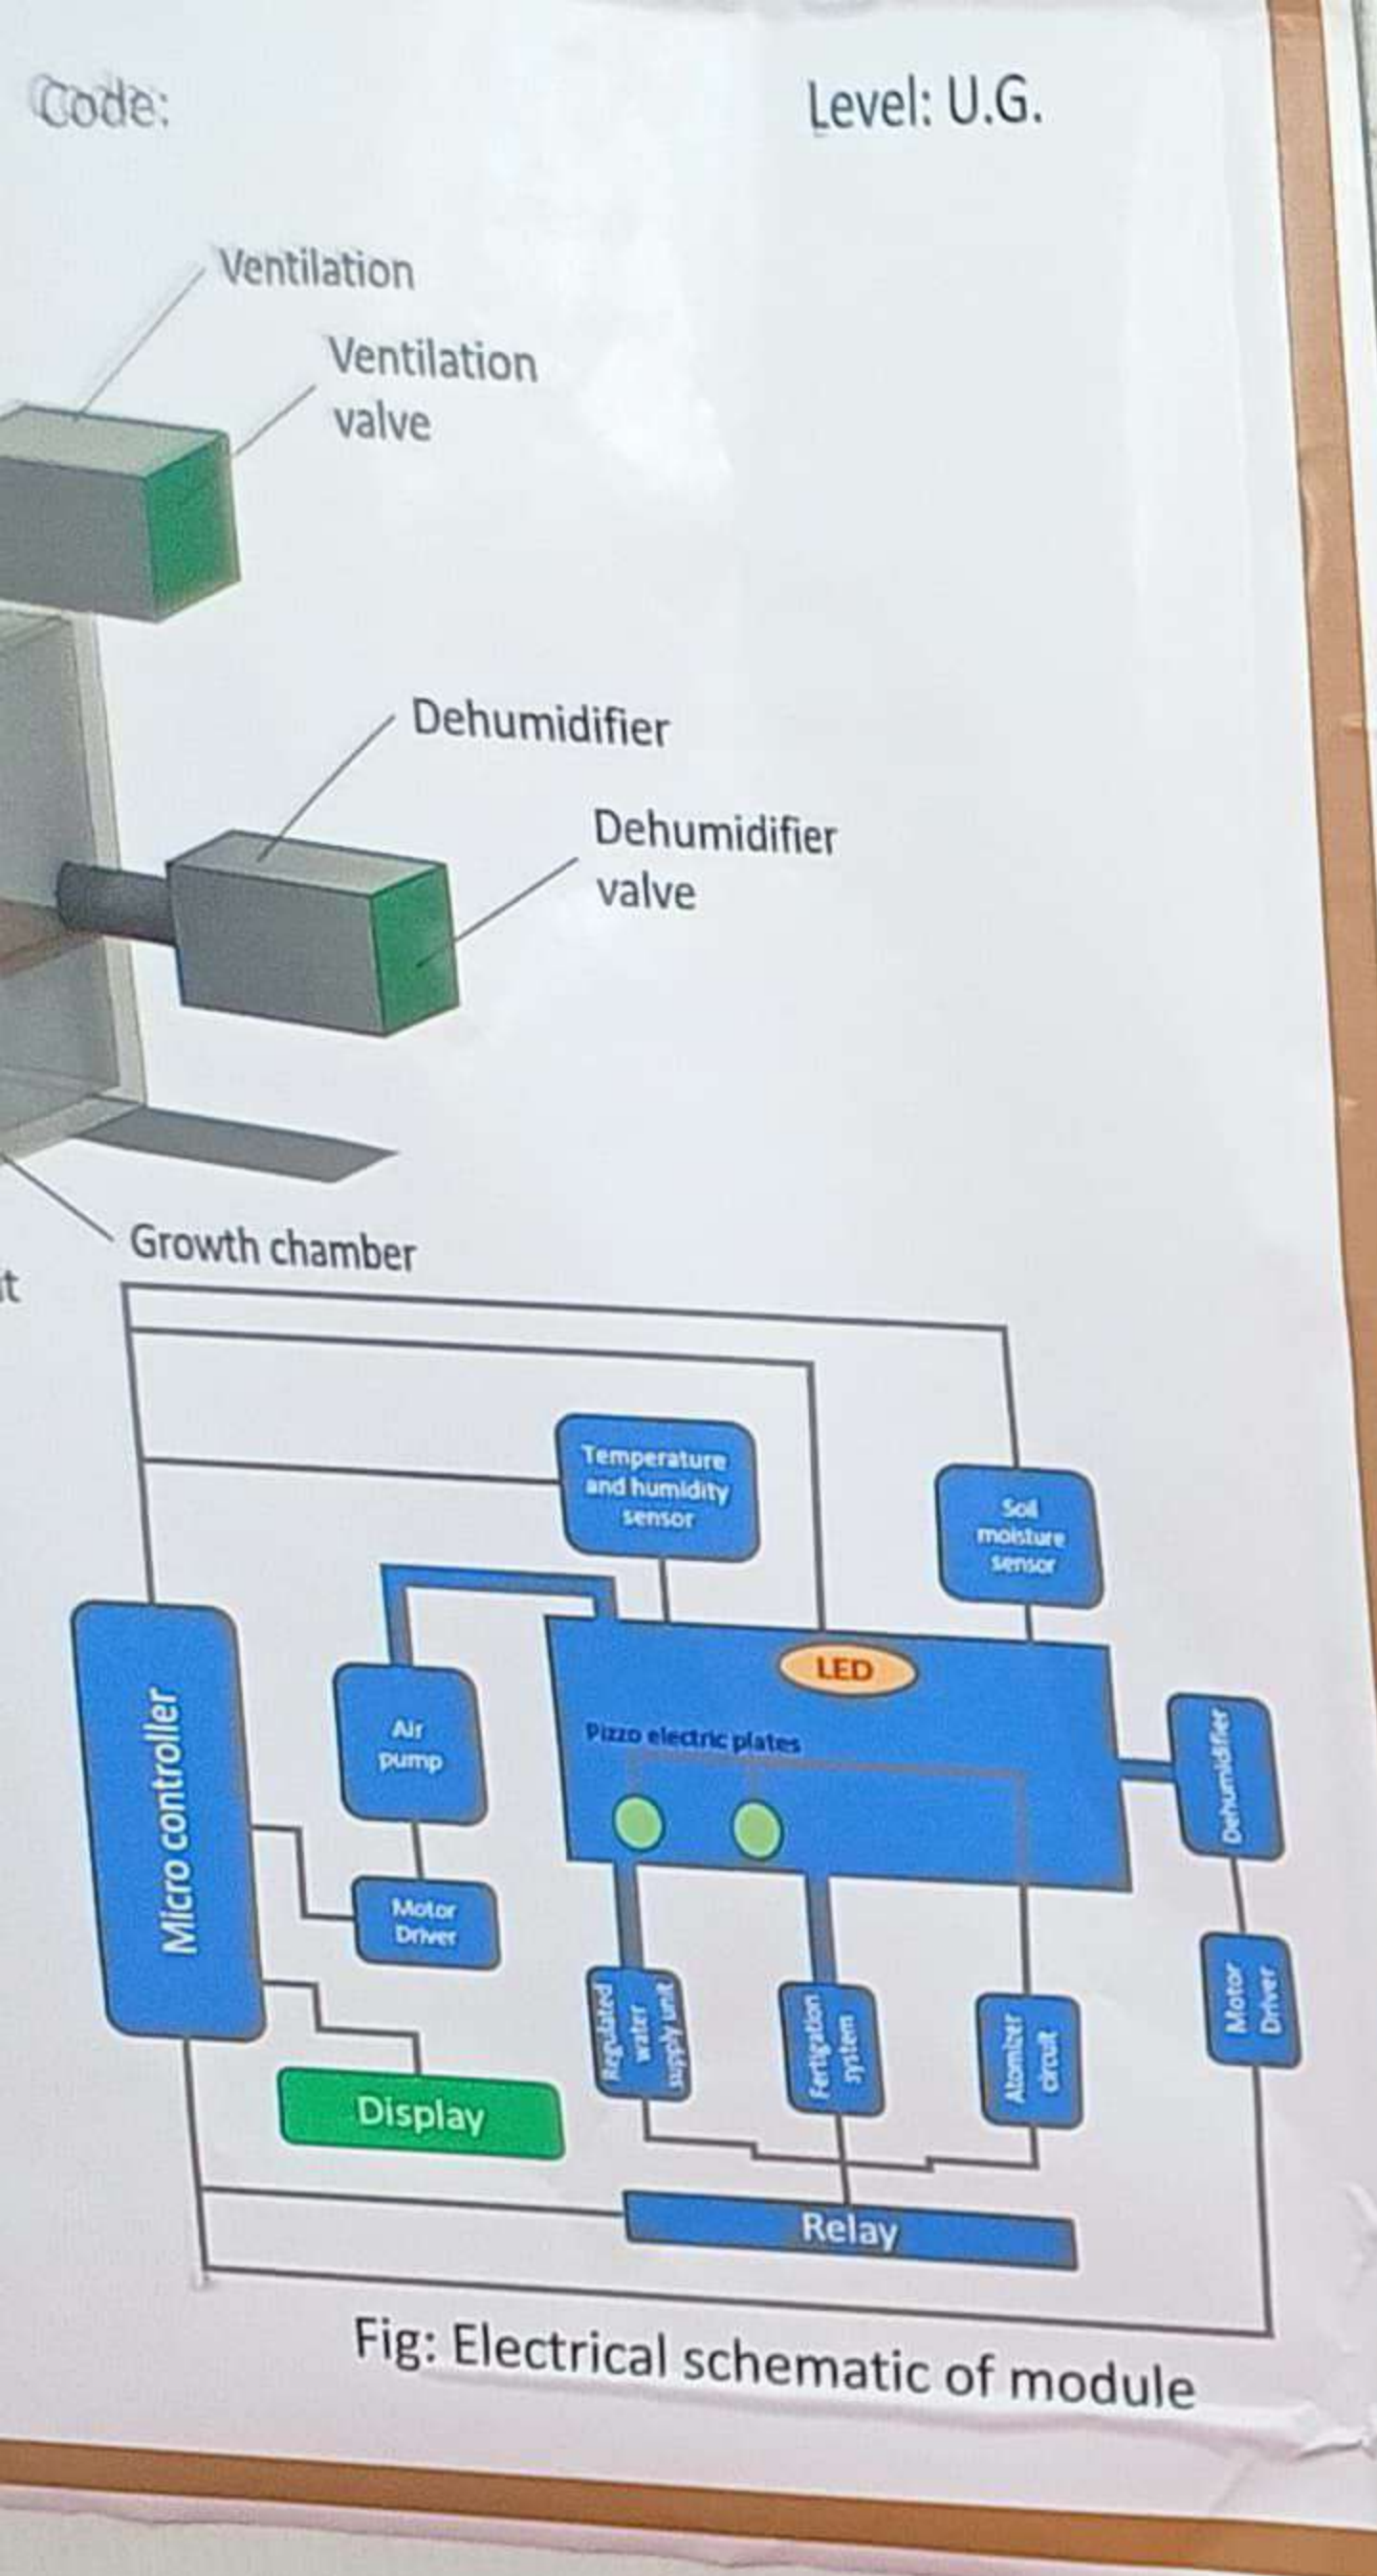 Code:
Level: U.G.
Ventilation
Ventilation
valve
Dehumidifier
Dehumidifier
valve
Growth chamber
Temperature
and humidity
sensor
Soil
moisture
sensor
LED
Air
pump
Pizzo electric plates
Dehumidifier
Micro controller
Motor
Driver
Motor
Driver
Regulated
water
supply unit
Fertigation
system
Atomizer
circuit
Display
Relay
Fig: Electrical schematic of module